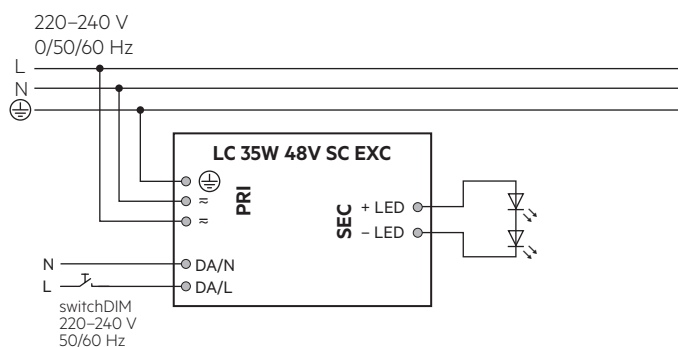 220–240 V
0/50/60 Hz
L
N
LC 35W 48V SC EXC
PRI
≂
≂
SEC
+ LED
– LED
N
DA/N
L
DA/L
switchDIM
220–240 V
50/60 Hz